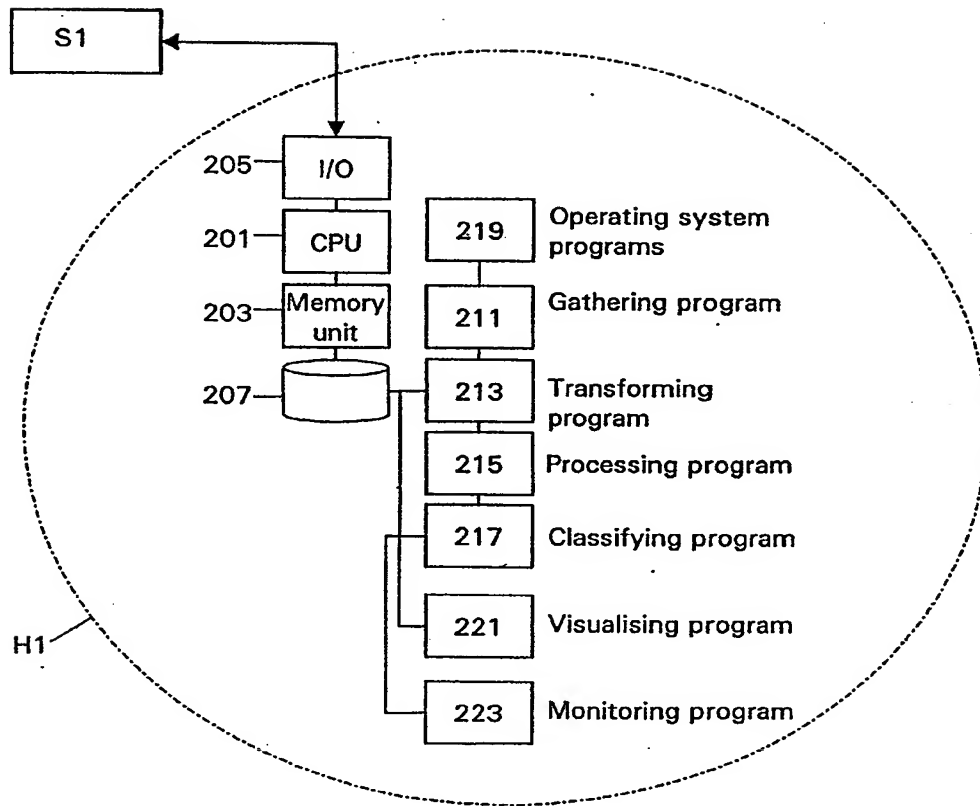 S1
205
I/O
201
CPU
203
Memory
unit
207
219
Operating system
programs
211
Gathering program
213
Transforming
program
215
Processing program
217
Classifying program
221
Visualising program
223
Monitoring program
H1